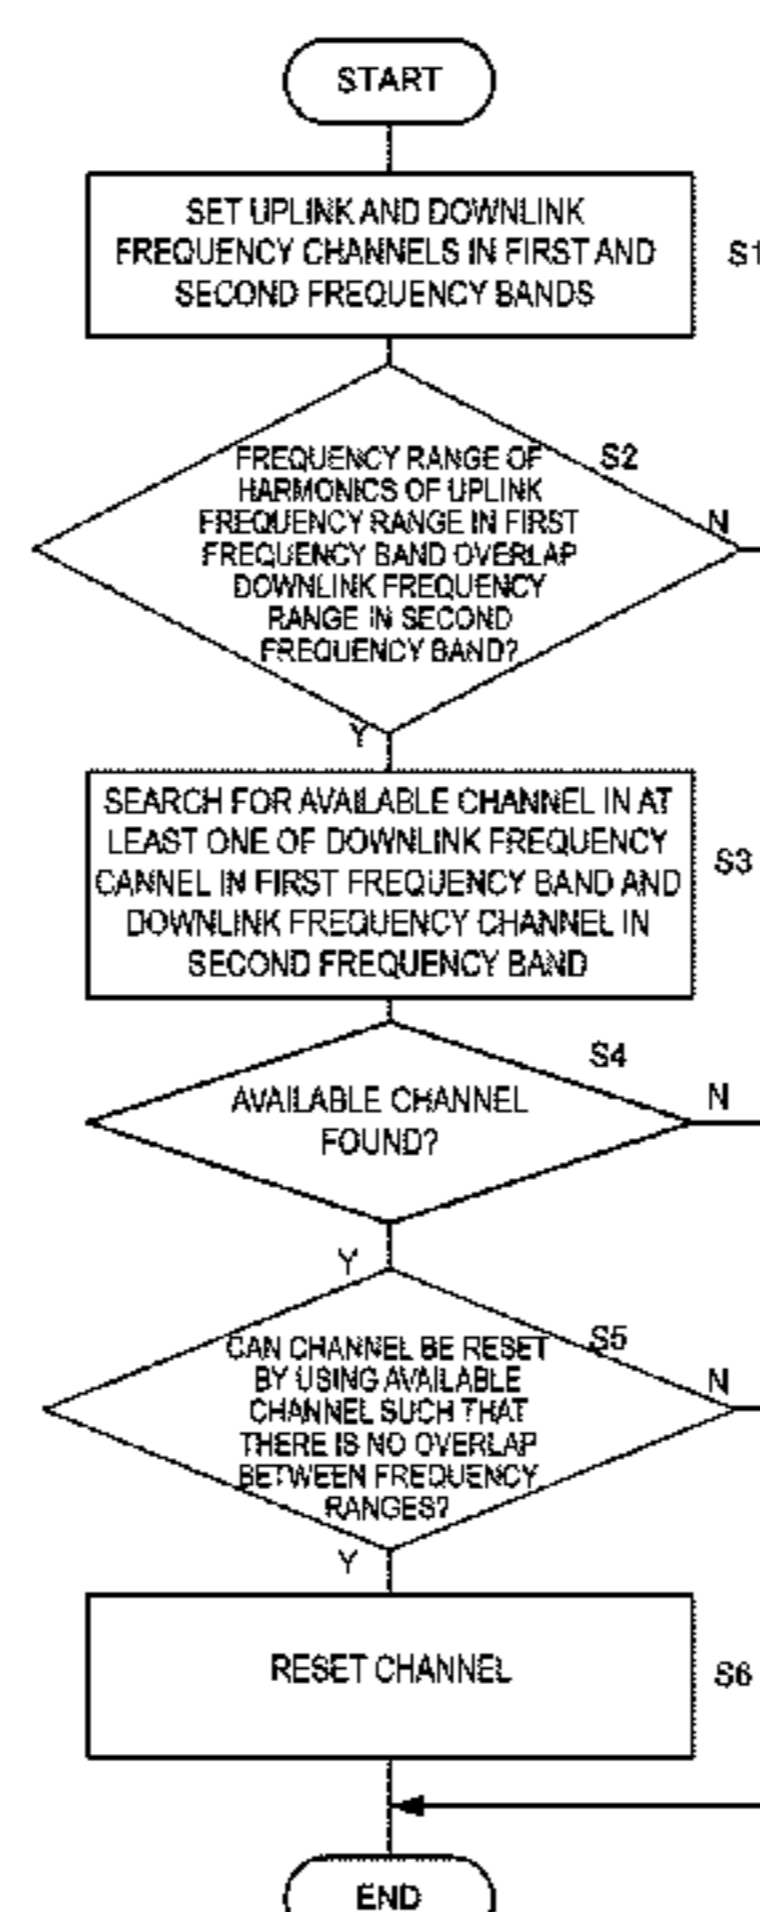 START
SET UPLINK AND DOWNLINK
FREQUENCY CHANNELS IN FIRST AND
SECOND FREQUENCY BANDS
S1
FREQUENCY RANGE OF
HARMONICS OF UPLINK
FREQUENCY RANGE IN FIRST
FREQUENCY BAND OVERLAP
DOWNLINK FREQUENCY
RANGE IN SECOND
FREQUENCY BAND?
S2
N
Y
SEARCH FOR AVAILABLE CHANNEL IN AT
LEAST ONE OF DOWNLINK FREQUENCY
CANNEL IN FIRST FREQUENCY BAND AND
DOWNLINK FREQUENCY CHANNEL IN
SECOND FREQUENCY BAND
S3
AVAILABLE CHANNEL
FOUND?
S4
N
Y
CAN CHANNEL BE RESET
BY USING AVAILABLE
CHANNEL SUCH THAT
THERE IS NO OVERLAP
BETWEEN FREQUENCY
RANGES?
S5
N
Y
RESET CHANNEL
S6
END